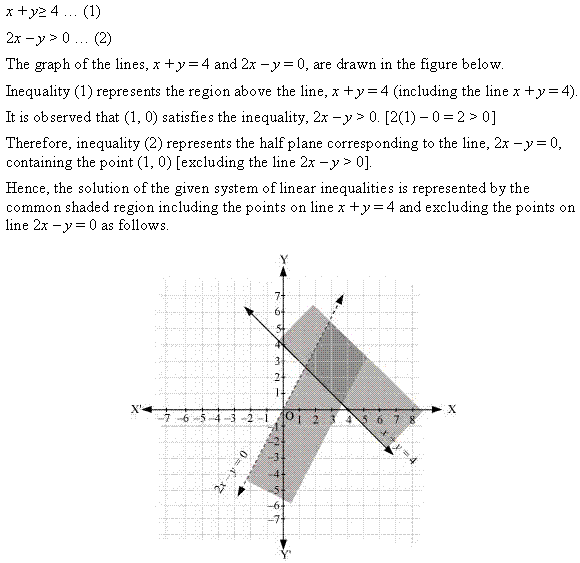 x + y ≥ 4 … (1)
2x – y > 0 … (2)
The graph of the lines, x + y = 4 and 2x – y = 0, are drawn in the figure below.
Inequality (1) represents the region above the line, x + y = 4 (including the line x + y = 4).
It is observed that (1, 0) satisfies the inequality, 2x – y > 0. [2(1) – 0 = 2 > 0]
Therefore, inequality (2) represents the half plane corresponding to the line, 2x – y = 0,
containing the point (1, 0) [excluding the line 2x – y > 0].
Hence, the solution of the given system of linear inequalities is represented by the
common shaded region including the points on line x + y = 4 and excluding the points on
line 2x – y = 0 as follows.
Y
7
6
5
4
3
2
1
X' -7 -6 -5 -4 -3 -2 -1 O 1 2 3 4 5 6 7 8 X
-1
-2
-3
-4
-5
-6
-7
Y'
2x – y = 0
x + y = 4